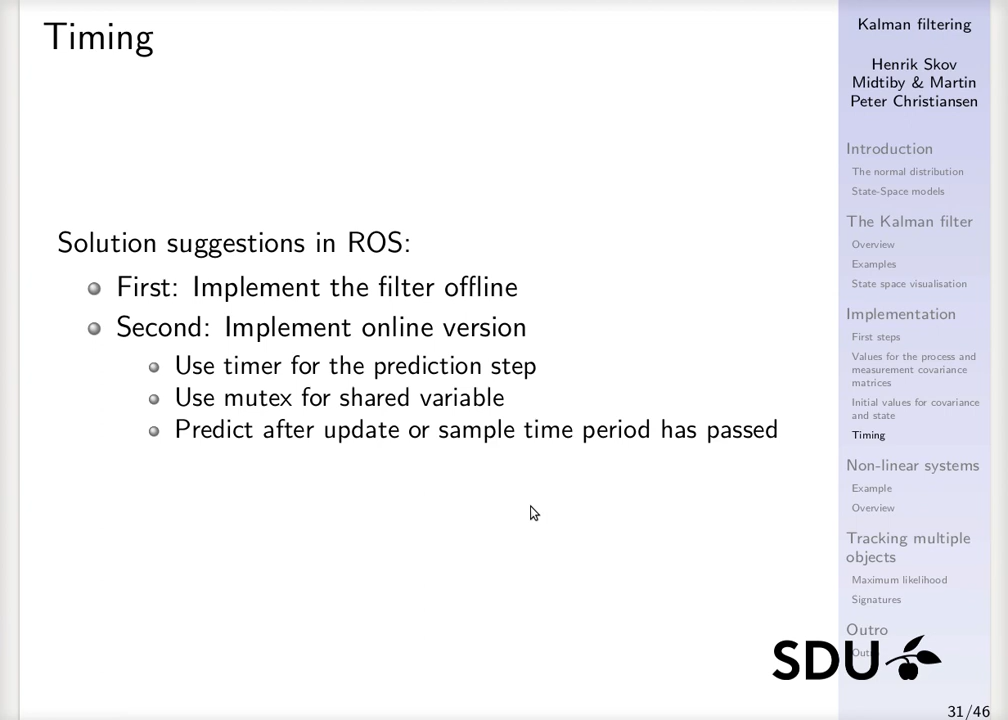 Timing
Solution suggestions in ROS:
First: Implement the filter offline
Second: Implement online version
Use timer for the prediction step
Use mutex for shared variable
Predict after update or sample time period has passed
Kalman filtering
Henrik Skov
Midtiby & Martin
Peter Christiansen
Introduction
The normal distribution
State-Space models
The Kalman filter
Overview
Examples
State space visualisation
Implementation
First steps
Values for the process and
measurement covariance
matrices
Initial values for covariance
and state
Timing
Non-linear systems
Example
Overview
Tracking multiple
objects
Maximum likelihood
Signatures
Outro
SDU
31/46